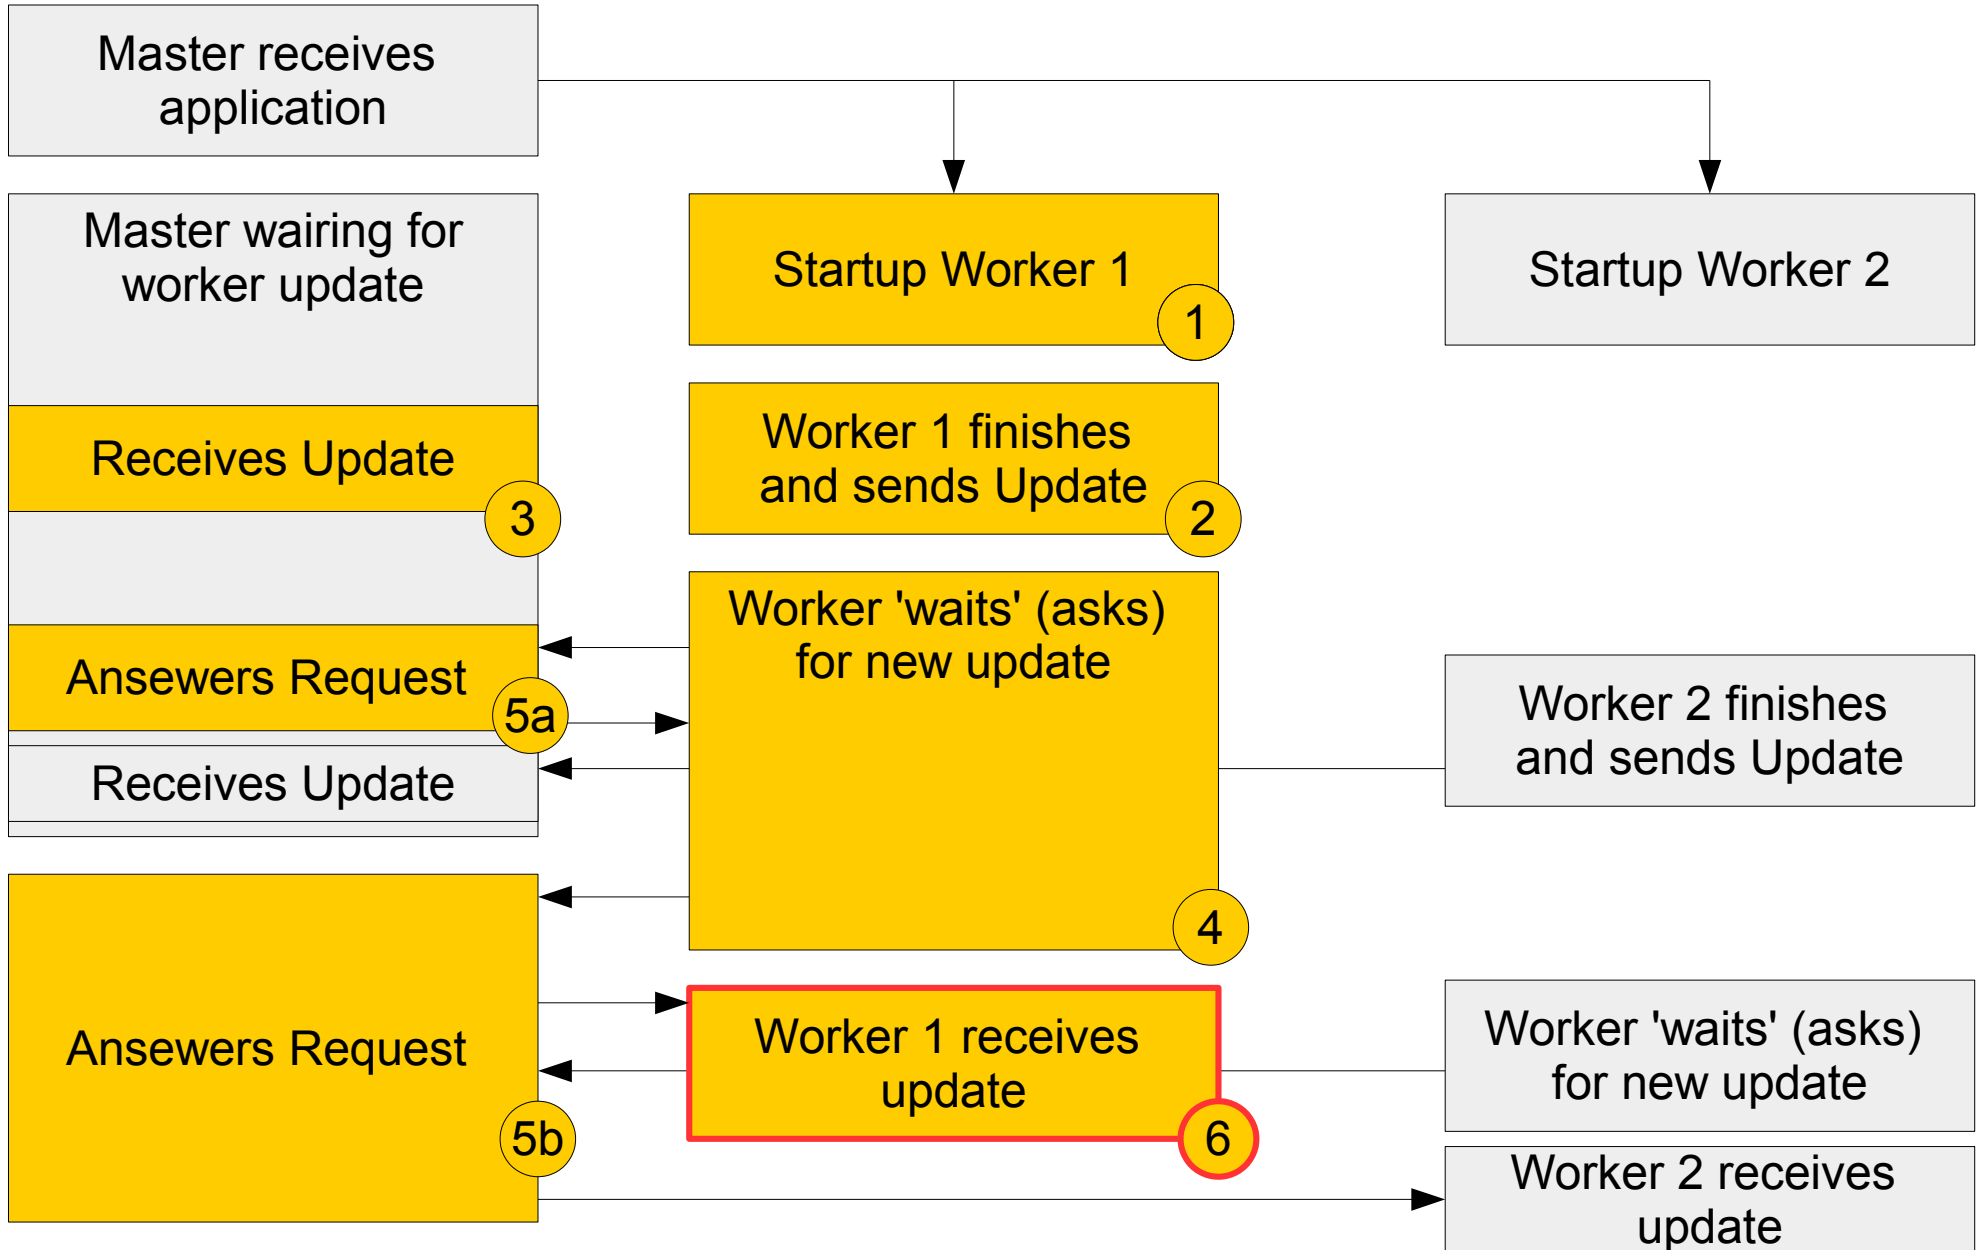 Master receives
application
Master wairing for
worker update
Startup Worker 1
1
Startup Worker 2
Receives Update
3
Worker 1 finishes
and sends Update
2
Worker 'waits' (asks)
for new update
4
Ansewers Request
5a
Receives Update
Worker 2 finishes
and sends Update
Ansewers Request
5b
Worker 1 receives
update
6
Worker 'waits' (asks)
for new update
Worker 2 receives
update